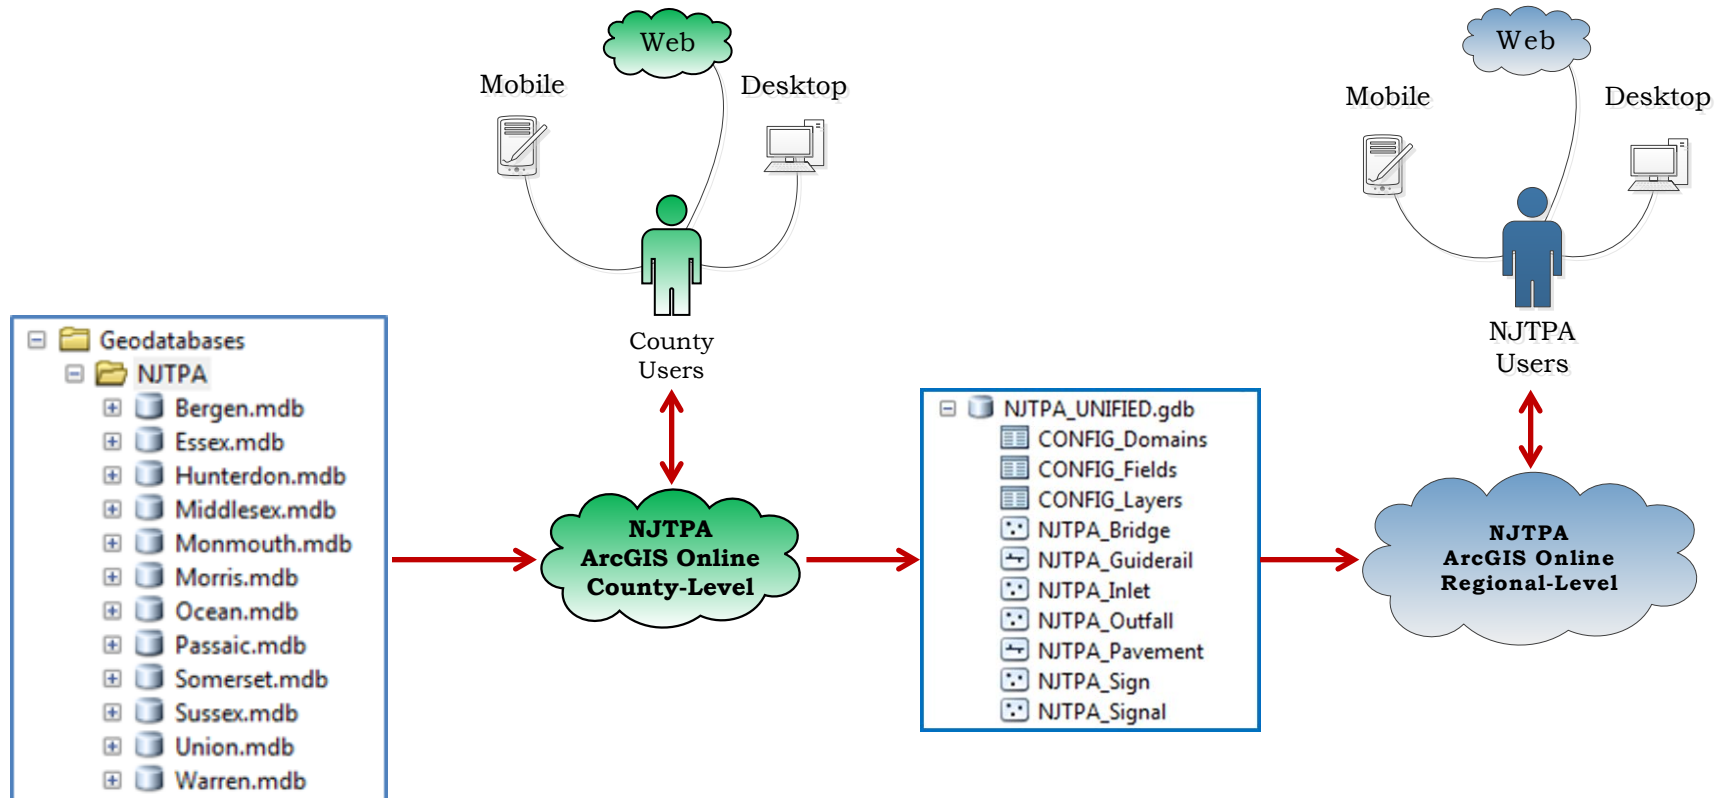 Web
Mobile
Desktop
County
Users
Web
Mobile
Desktop
NJTPA
Users
Geodatabases
NJTPA
Bergen.mdb
Essex.mdb
Hunterdon.mdb
Middlesex.mdb
Monmouth.mdb
Morris.mdb
Ocean.mdb
Passaic.mdb
Somerset.mdb
Sussex.mdb
Union.mdb
Warren.mdb
NJTPA
ArcGIS Online
County-Level
NJTPA_UNIFIED.gdb
CONFIG_Domains
CONFIG_Fields
CONFIG_Layers
NJTPA_Bridge
NJTPA_Guiderail
NJTPA_Inlet
NJTPA_Outfall
NJTPA_Pavement
NJTPA_Sign
NJTPA_Signal
NJTPA
ArcGIS Online
Regional-Level